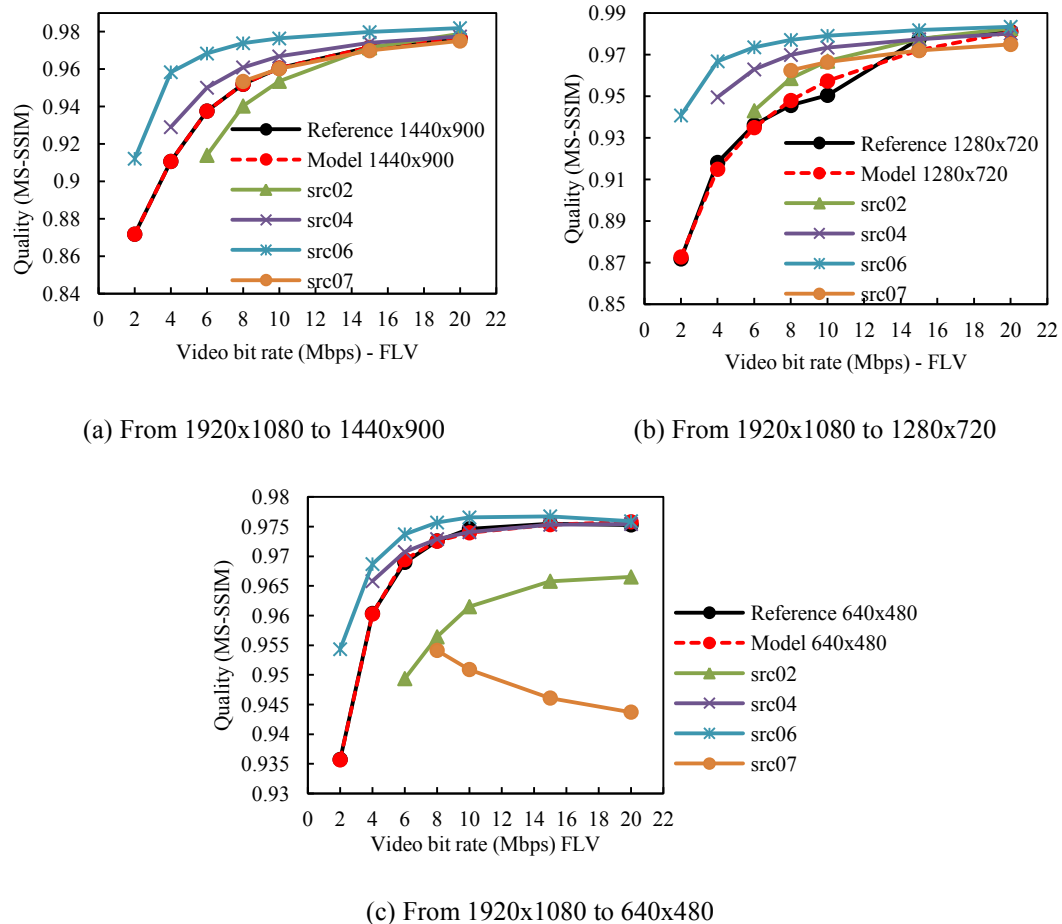 0.98
0.96
0.94
0.92
0.9
0.88
0.86
0.84
Quality (MS-SSIM)
0 2 4 6 8 10 12 14 16 18 20 22
Video bit rate (Mbps) - FLV
Reference 1440x900
Model 1440x900
src02
src04
src06
src07
(a) From 1920x1080 to 1440x900
0.99
0.97
0.95
0.93
0.91
0.89
0.87
0.85
Quality (MS-SSIM)
0 2 4 6 8 10 12 14 16 18 20 22
Video bit rate (Mbps) - FLV
Reference 1280x720
Model 1280x720
src02
src04
src06
src07
(b) From 1920x1080 to 1280x720
0.98
0.975
0.97
0.965
0.96
0.955
0.95
0.945
0.94
0.935
0.93
Quality (MS-SSIM)
0 2 4 6 8 10 12 14 16 18 20 22
Video bit rate (Mbps) FLV
Reference 640x480
Model 640x480
src02
src04
src06
src07
(c) From 1920x1080 to 640x480